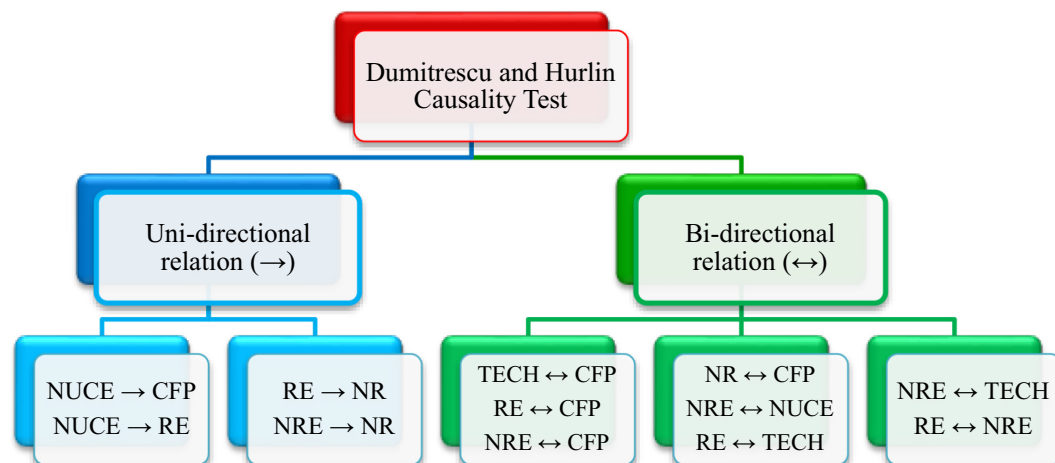 Dumitrescu and Hurlin
Causality Test
Uni-directional
relation (→)
Bi-directional
relation (↔)
NUCE → CFP
NUCE → RE
RE → NR
NRE → NR
TECH ↔ CFP
RE ↔ CFP
NRE ↔ CFP
NR ↔ CFP
NRE ↔ NUCE
RE ↔ TECH
NRE ↔ TECH
RE ↔ NRE